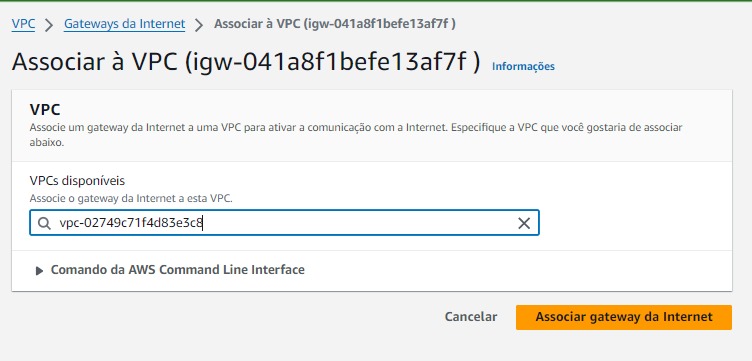 VPC > Gateways da Internet > Associar à VPC (igw-041a8f1befe13af7f )
Associar à VPC (igw-041a8f1befe13af7f ) Informações
VPC
Associe um gateway da Internet a uma VPC para ativar a comunicação com a Internet. Especifique a VPC que você gostaria de associar
abaixo.
VPCs disponíveis
Associe o gateway da Internet a esta VPC.
vpc-02749c71f4d83e3c8
Comando da AWS Command Line Interface
Cancelar Associar gateway da Internet